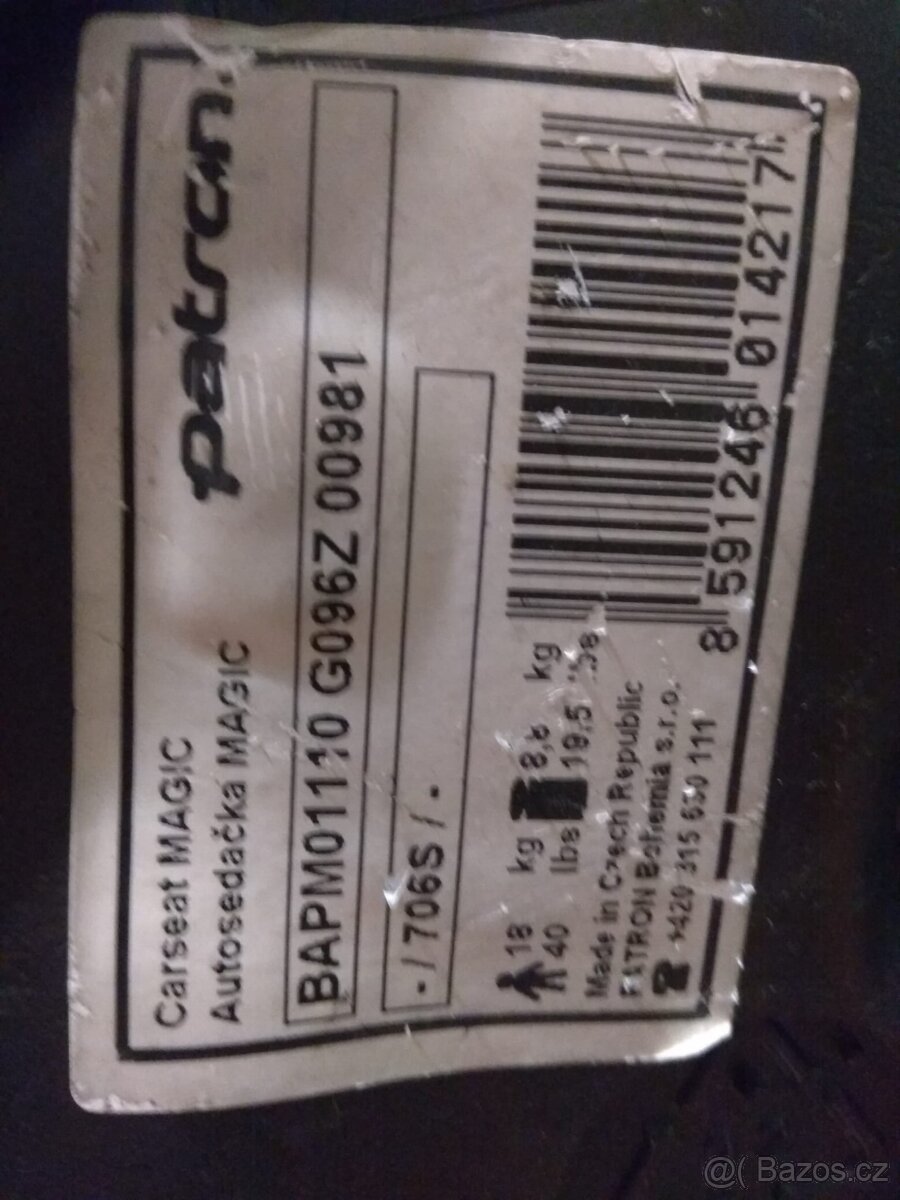 Carseat MAGIC
Autosedačka MAGIC
patron.
BAPM01110 G096Z 00981
- / 706S / -
18 kg 8,8 kg
40 lbs 19,5 lbs
Made in Czech Republic
PATRON Bohemia s.r.o.
+420 315 630 111
8 591246 014217
@( Bazos.cz